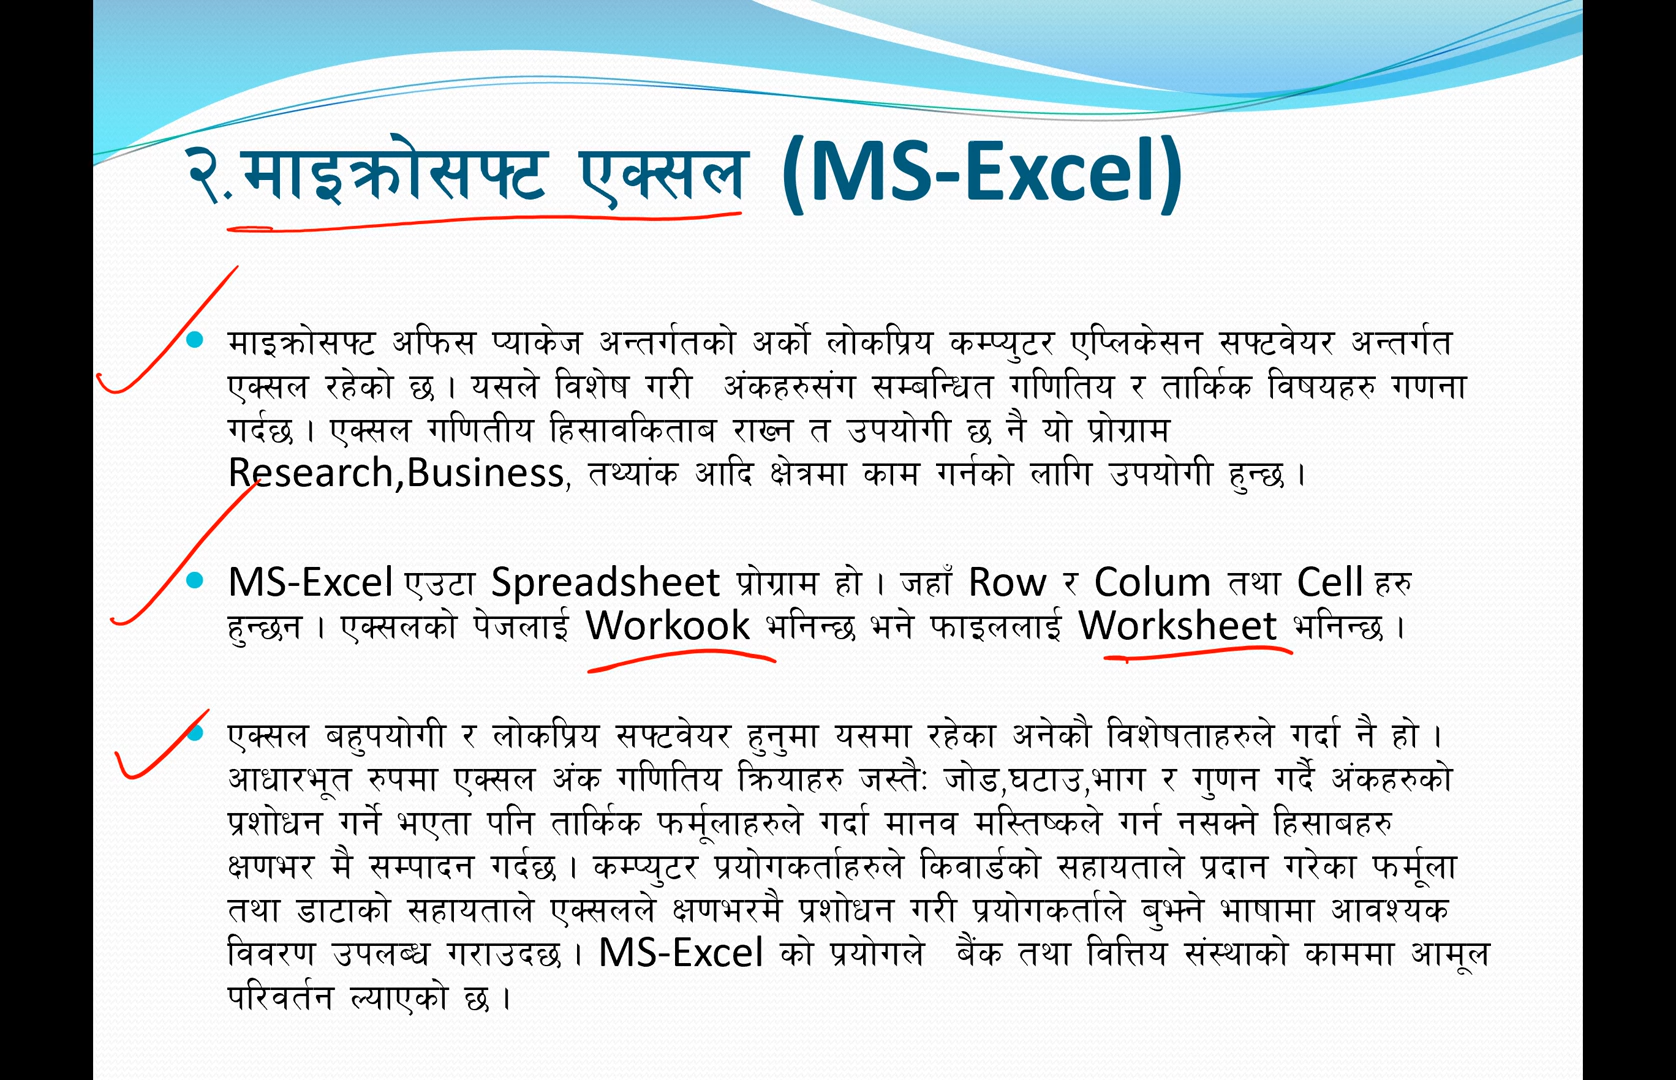 २.माइक्रोसफ्ट एक्सल (MS-Excel)
माइक्रोसफ्ट अफिस प्याकेज अन्तर्गतको अर्को लोकप्रिय कम्प्युटर एप्लिकेसन सफ्टवेयर अन्तर्गत
एक्सल रहेको छ । यसले विशेष गरी अंकहरुसंग सम्बन्धित गणितिय र तार्किक विषयहरु गणना
गर्दछ । एक्सल गणितीय हिसावकिताब राख्न त उपयोगी छ नै यो प्रोग्राम
Research,Business, तथ्यांक आदि क्षेत्रमा काम गर्नको लागि उपयोगी हुन्छ ।
MS-Excel एउटा Spreadsheet प्रोग्राम हो । जहाँ Row र Colum तथा Cell हरु
हुन्छन । एक्सलको पेजलाई Workook भनिन्छ भने फाइललाई Worksheet भनिन्छ ।
एक्सल बहुपयोगी र लोकप्रिय सफ्टवेयर हुनुमा यसमा रहेका अनेकौ विशेषताहरुले गर्दा नै हो ।
आधारभूत रुपमा एक्सल अंक गणितिय क्रियाहरु जस्तैः जोड,घटाउ,भाग र गुणन गर्दै अंकहरुको
प्रशोधन गर्ने भएता पनि तार्किक फर्मूलाहरुले गर्दा मानव मस्तिष्कले गर्न नसक्ने हिसाबहरु
क्षणभर मै सम्पादन गर्दछ । कम्प्युटर प्रयोगकर्ताहरुले किवार्डको सहायताले प्रदान गरेका फर्मूला
तथा डाटाको सहायताले एक्सलले क्षणभरमै प्रशोधन गरी प्रयोगकर्ताले बुझ्ने भाषामा आवश्यक
विवरण उपलब्ध गराउदछ । MS-Excel को प्रयोगले बैंक तथा वित्तिय संस्थाको काममा आमूल
परिवर्तन ल्याएको छ ।